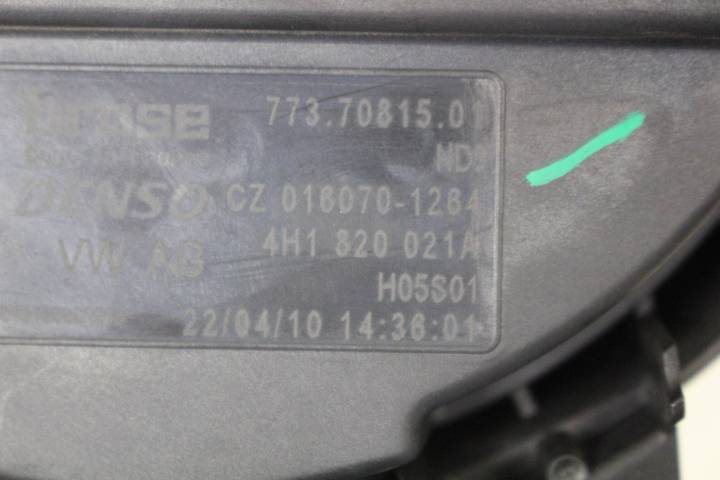 773.70815.01
ND9
DENSO CZ 016070-1264
VW AG 4H1 820 021A
H05S01
22/04/10 14:36:01